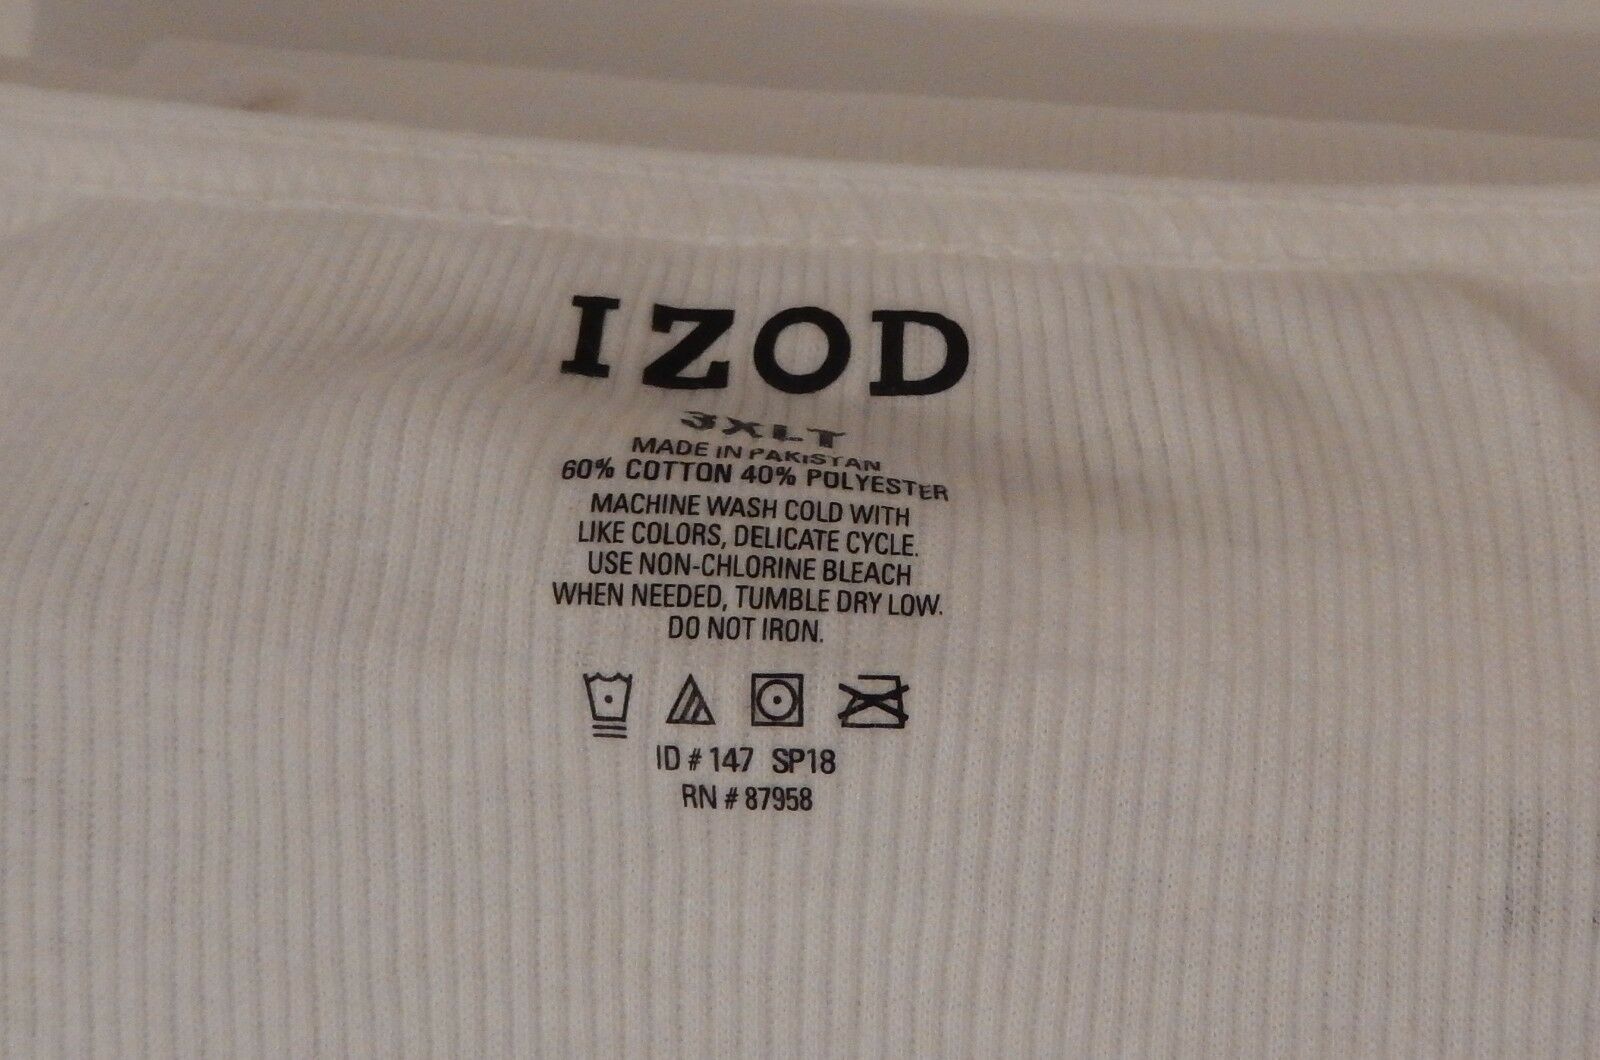 IZOD
3XLT
MADE IN PAKISTAN
60% COTTON 40% POLYESTER
MACHINE WASH COLD WITH
LIKE COLORS, DELICATE CYCLE.
USE NON-CHLORINE BLEACH
WHEN NEEDED, TUMBLE DRY LOW.
DO NOT IRON.
ID # 147 SP18
RN # 87958